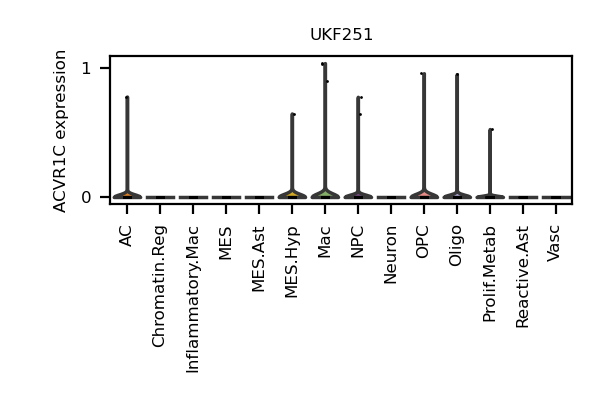 UKF251
ACVR1C expression
1
0
AC
Chromatin.Reg
Inflammatory.Mac
MES
MES.Ast
MES.Hyp
Mac
NPC
Neuron
OPC
Oligo
Prolif.Metab
Reactive.Ast
Vasc